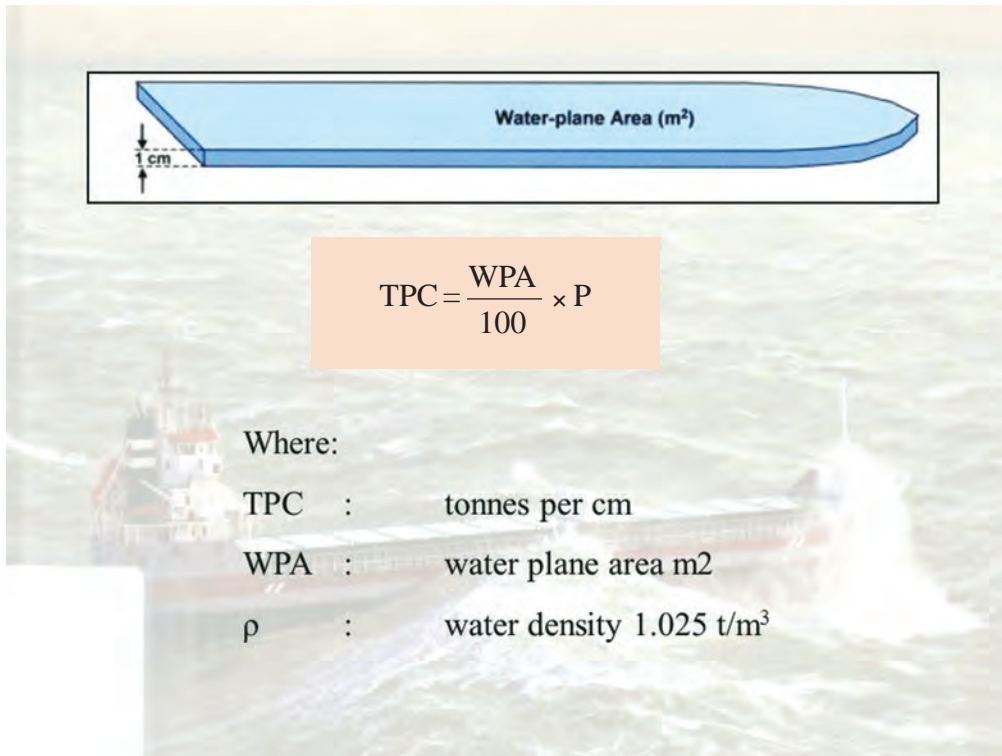 Water-plane Area (m²)
1 cm
TPC = WPA / 100 × P
Where:
TPC : tonnes per cm
WPA : water plane area m2
ρ : water density 1.025 t/m³